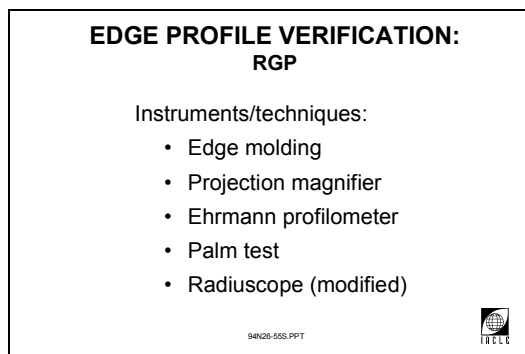 EDGE PROFILE VERIFICATION:
RGP
Instruments/techniques:
• Edge molding
• Projection magnifier
• Ehrmann profilometer
• Palm test
• Radiuscope (modified)
94N26-55S.PPT
IACLE